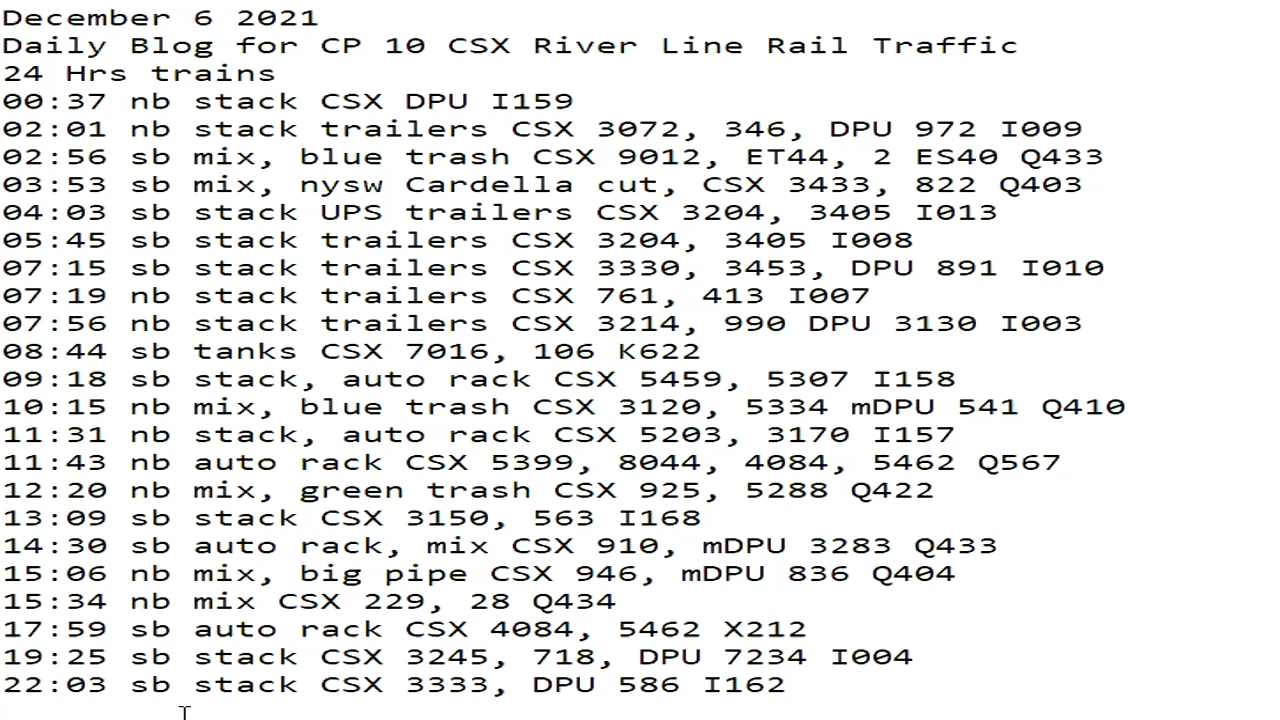 December 6 2021
Daily Blog for CP 10 CSX River Line Rail Traffic
24 Hrs trains
00:37 nb stack CSX DPU I159
02:01 nb stack trailers CSX 3072, 346, DPU 972 I009
02:56 sb mix, blue trash CSX 9012, ET44, 2 ES40 Q433
03:53 sb mix, nysw Cardella cut, CSX 3433, 822 Q403
04:03 sb stack UPS trailers CSX 3204, 3405 I013
05:45 sb stack trailers CSX 3204, 3405 I008
07:15 sb stack trailers CSX 3330, 3453, DPU 891 I010
07:19 nb stack trailers CSX 761, 413 I007
07:56 nb stack trailers CSX 3214, 990 DPU 3130 I003
08:44 sb tanks CSX 7016, 106 K622
09:18 sb stack, auto rack CSX 5459, 5307 I158
10:15 nb mix, blue trash CSX 3120, 5334 mDPU 541 Q410
11:31 nb stack, auto rack CSX 5203, 3170 I157
11:43 nb auto rack CSX 5399, 8044, 4084, 5462 Q567
12:20 nb mix, green trash CSX 925, 5288 Q422
13:09 sb stack CSX 3150, 563 I168
14:30 sb auto rack, mix CSX 910, mDPU 3283 Q433
15:06 nb mix, big pipe CSX 946, mDPU 836 Q404
15:34 nb mix CSX 229, 28 Q434
17:59 sb auto rack CSX 4084, 5462 X212
19:25 sb stack CSX 3245, 718, DPU 7234 I004
22:03 sb stack CSX 3333, DPU 586 I162